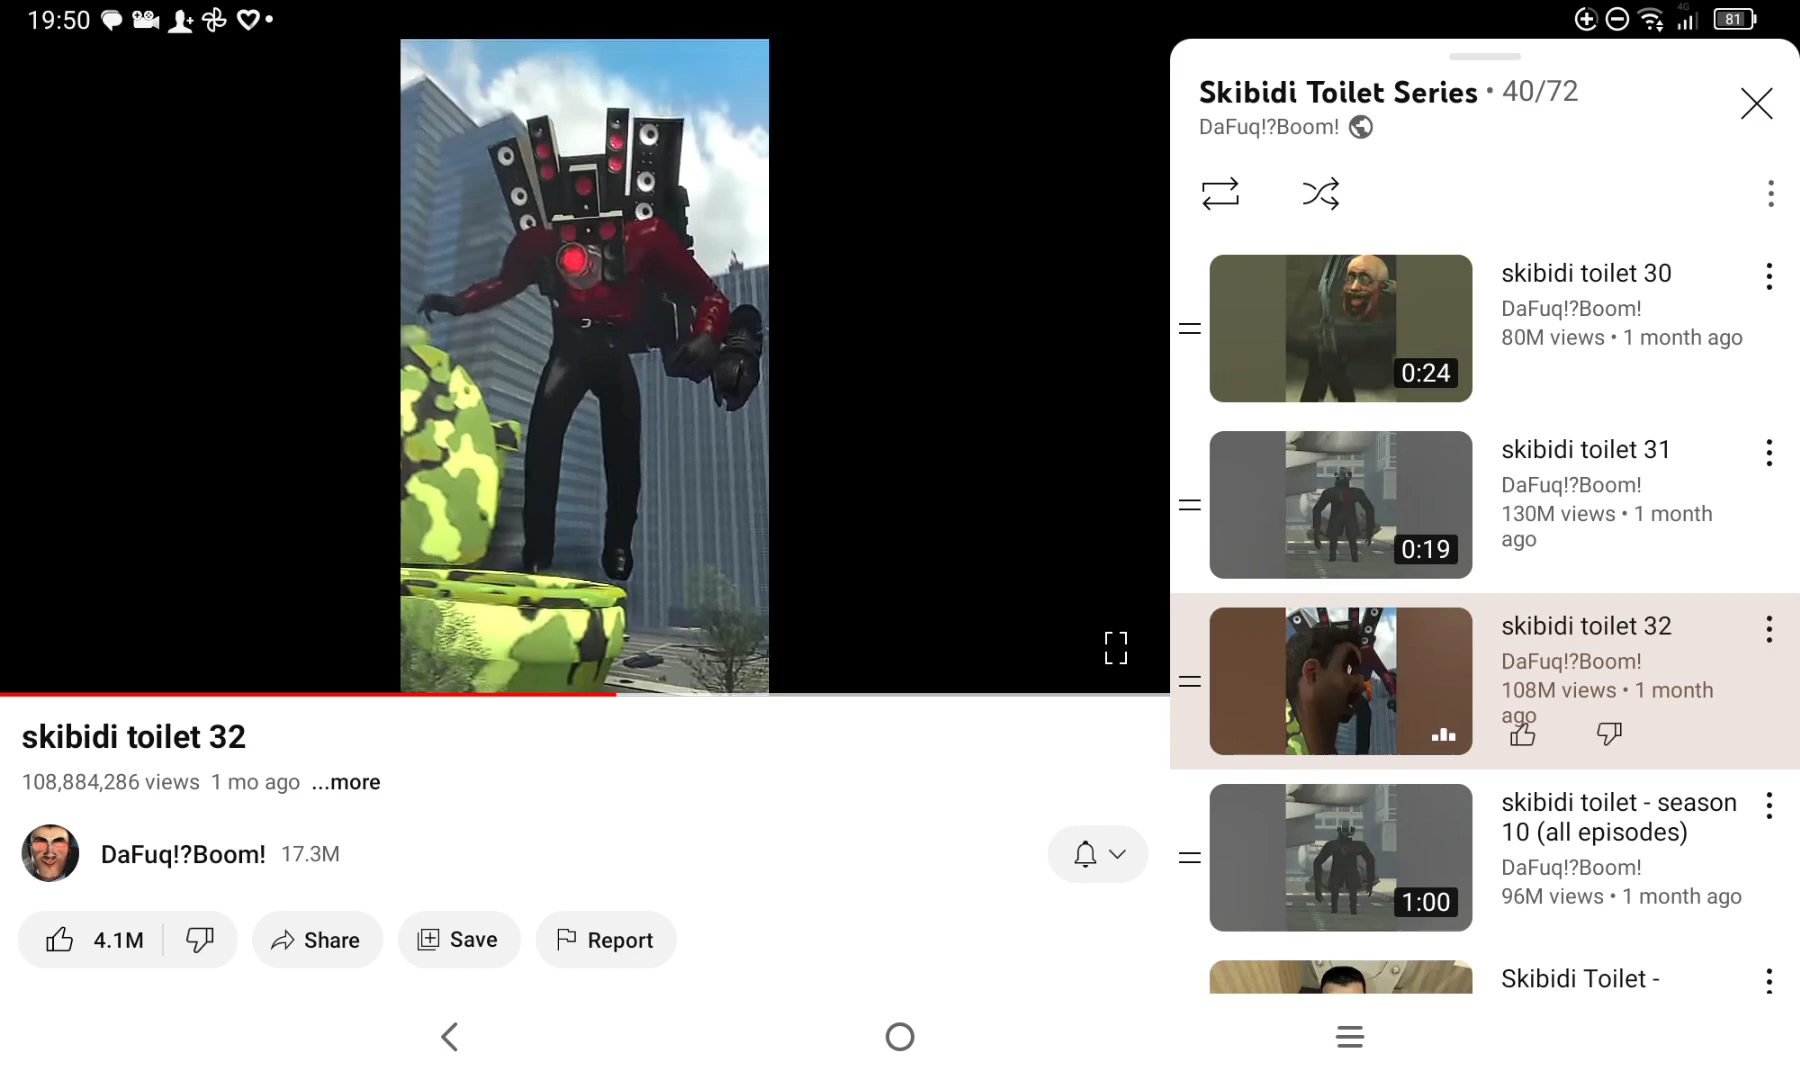 19:50
4G
81
Skibidi Toilet Series • 40/72
DaFuq!?Boom!
skibidi toilet 30
DaFuq!?Boom!
80M views • 1 month ago
0:24
skibidi toilet 31
DaFuq!?Boom!
130M views • 1 month
ago
0:19
skibidi toilet 32
DaFuq!?Boom!
108M views • 1 month
ago
skibidi toilet - season
10 (all episodes)
DaFuq!?Boom!
96M views • 1 month ago
1:00
Skibidi Toilet -
skibidi toilet 32
108,884,286 views 1 mo ago ...more
DaFuq!?Boom! 17.3M
4.1M Share Save Report